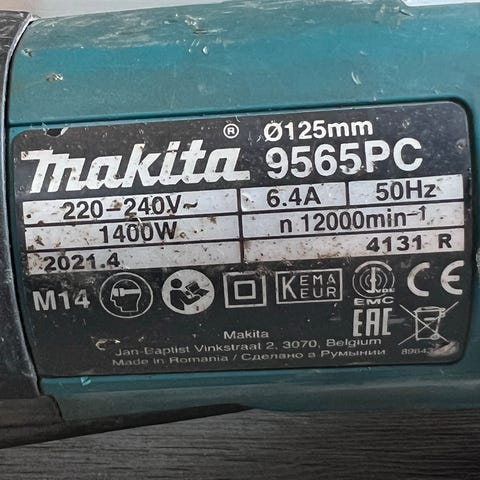 Ø125mm
makita® 9565PC
220-240V~ 6.4A 50Hz
1400W n 12000min⁻¹
2021.4 4131 R
M14 KEMA KEUR VDE EMC CE
EAC
Makita
Jan-Baptist Vinkstraat 2, 3070, Belgium
Made in Romania / Сделано в Румынии